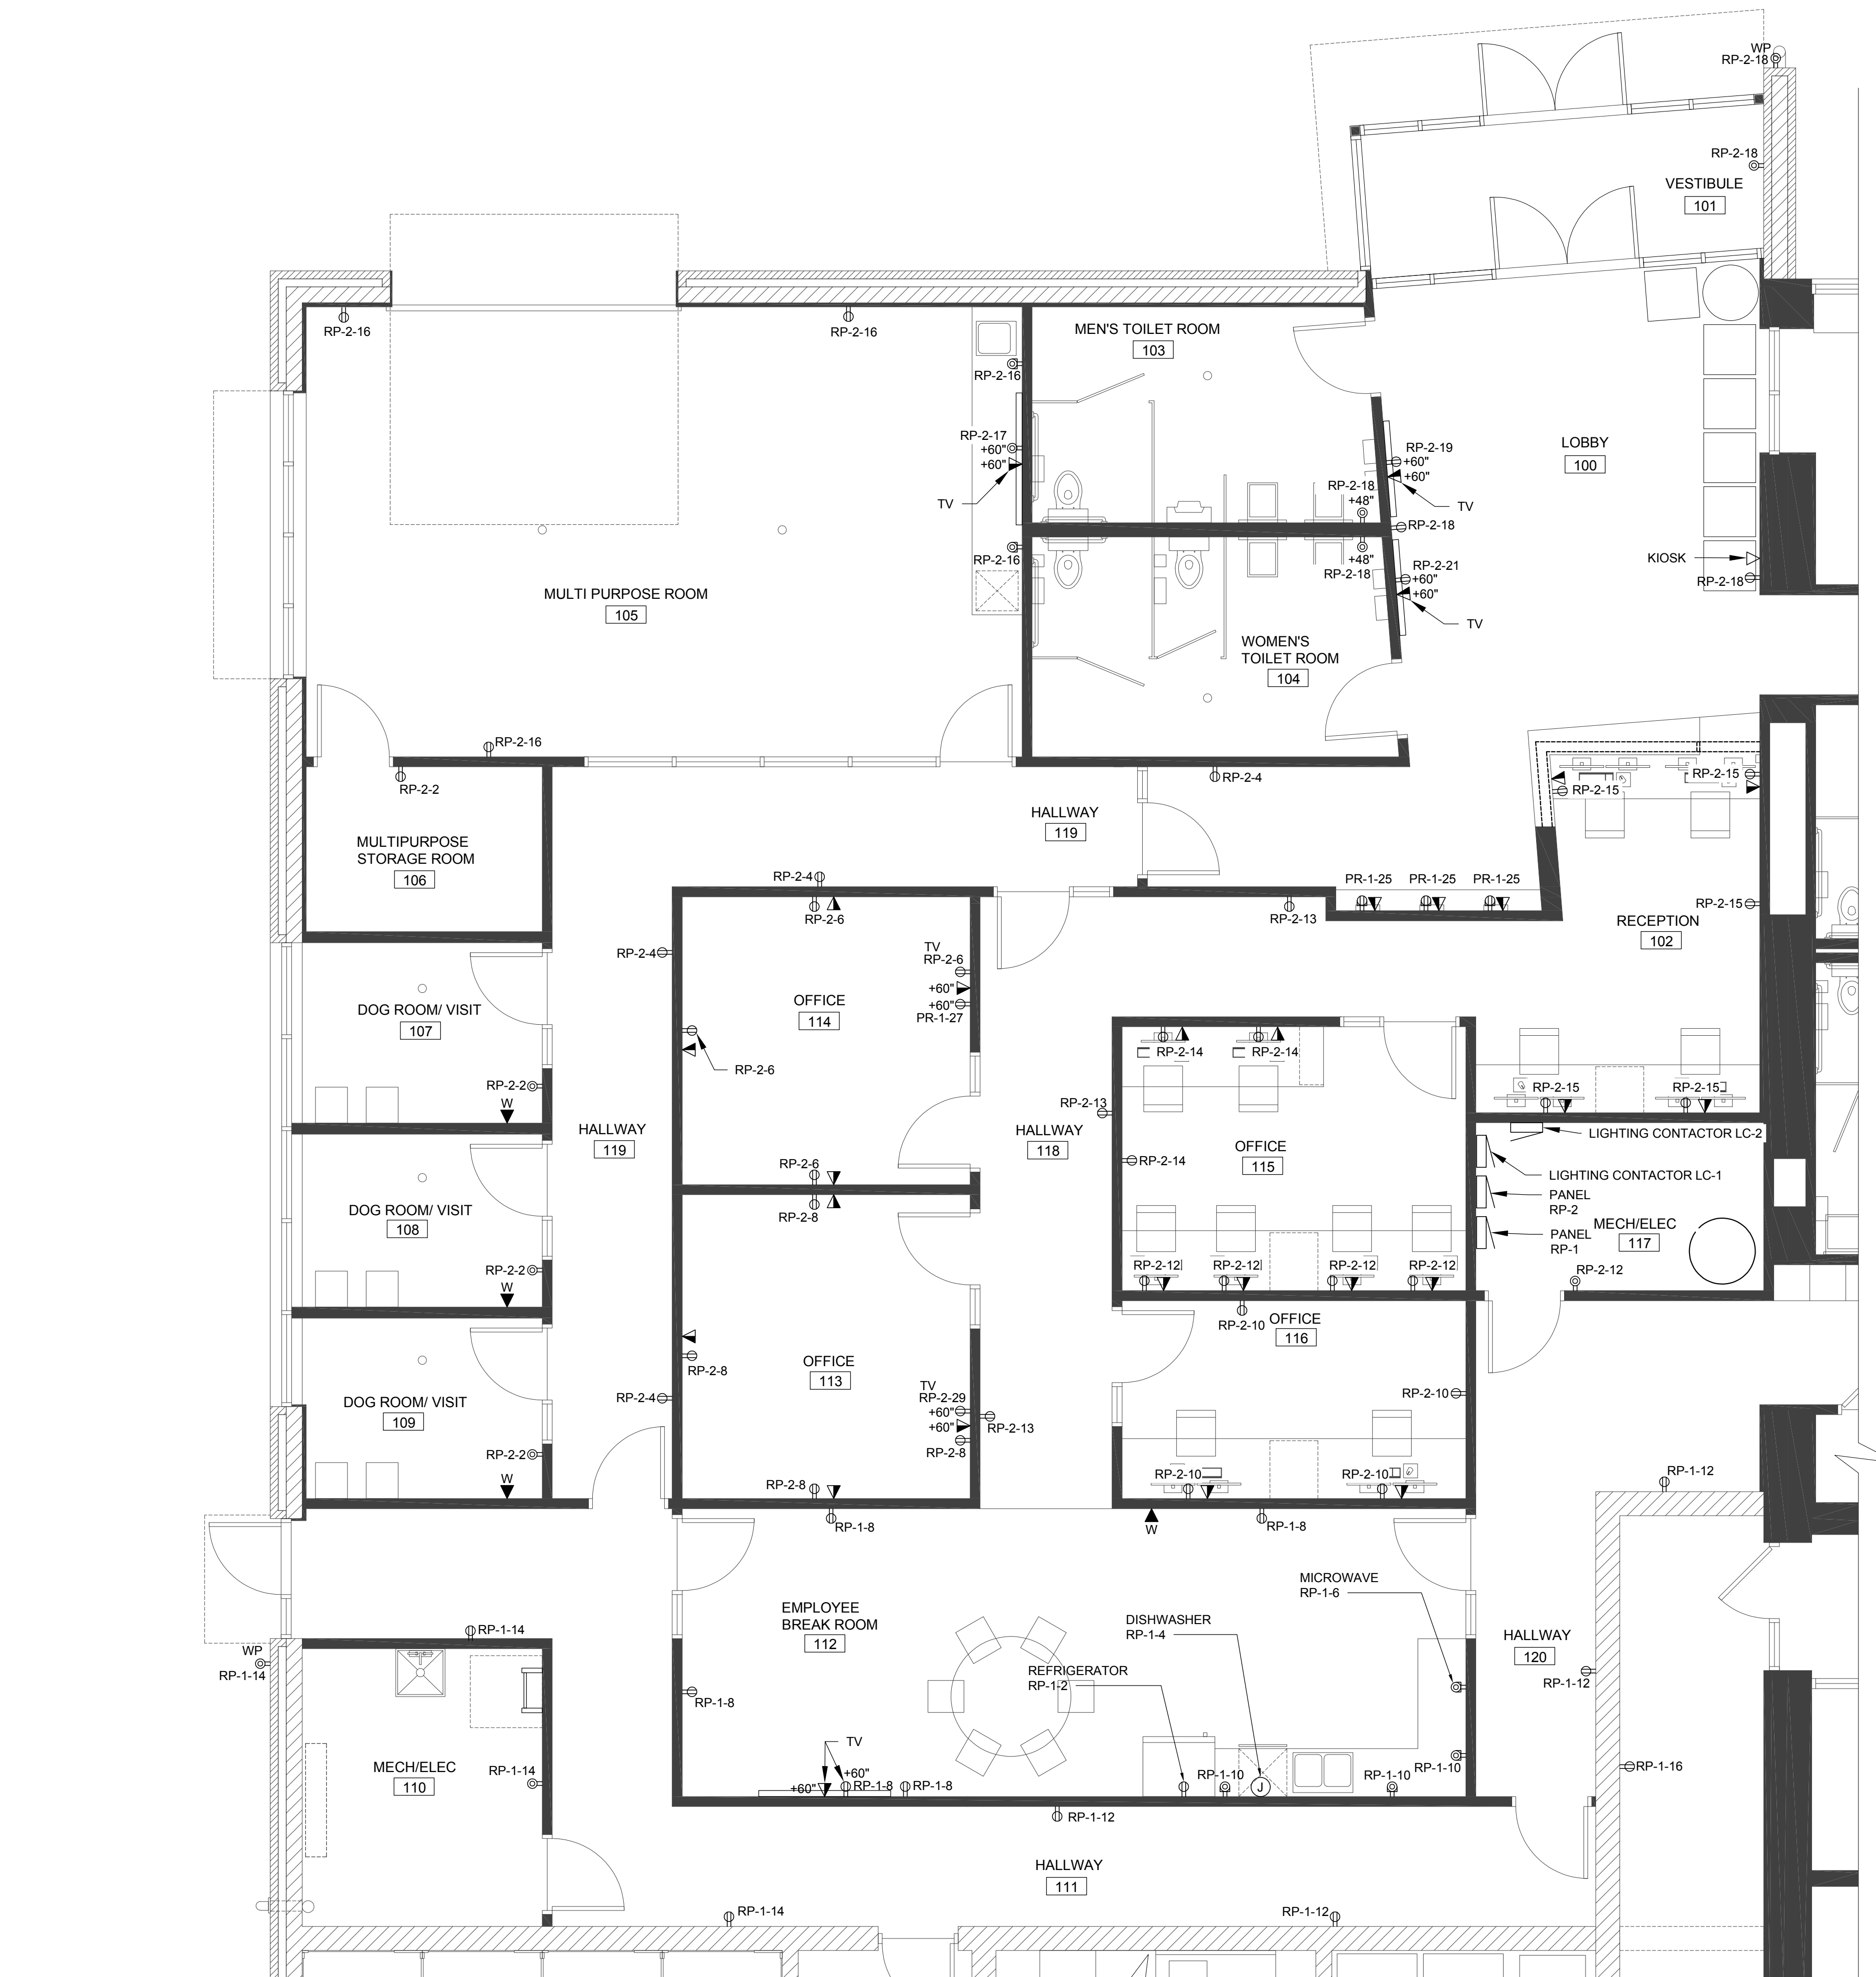 WP
RP-2-18
RP-2-18
VESTIBULE
101
RP-2-16
RP-2-16
MEN'S TOILET ROOM
103
RP-2-16
RP-2-17
+60"
+60"
TV
RP-2-19
+60"
+60"
TV
LOBBY
100
RP-2-18
+48"
RP-2-18
RP-2-16
+48"
RP-2-18
RP-2-21
+60"
+60"
TV
KIOSK
RP-2-18
MULTI PURPOSE ROOM
105
WOMEN'S
TOILET ROOM
104
RP-2-16
RP-2-2
RP-2-4
RP-2-15
RP-2-15
MULTIPURPOSE
STORAGE ROOM
106
HALLWAY
119
RP-2-4
RP-2-6
PR-1-25
PR-1-25
PR-1-25
RP-2-13
RP-2-15
RECEPTION
102
RP-2-4
TV
RP-2-6
+60"
+60"
PR-1-27
DOG ROOM/ VISIT
107
OFFICE
114
RP-2-6
RP-2-14
RP-2-14
RP-2-2
W
RP-2-13
RP-2-15
RP-2-15
HALLWAY
119
HALLWAY
118
LIGHTING CONTACTOR LC-2
OFFICE
115
RP-2-14
RP-2-6
LIGHTING CONTACTOR LC-1
PANEL
RP-2
RP-2-8
DOG ROOM/ VISIT
108
PANEL
RP-1
MECH/ELEC
117
RP-2-2
W
RP-2-12
RP-2-12
RP-2-12
RP-2-12
RP-2-12
RP-2-10
OFFICE
116
OFFICE
113
RP-2-8
DOG ROOM/ VISIT
109
RP-2-4
TV
RP-2-29
+60"
+60"
RP-2-8
RP-2-13
RP-2-10
RP-2-2
W
RP-2-8
RP-2-10
RP-2-10
RP-1-12
RP-1-8
W
RP-1-8
MICROWAVE
RP-1-6
EMPLOYEE
BREAK ROOM
112
DISHWASHER
RP-1-4
REFRIGERATOR
RP-1-2
RP-1-14
WP
RP-1-14
HALLWAY
120
RP-1-12
RP-1-8
MECH/ELEC
110
RP-1-14
TV
+60"
+60"
RP-1-8
RP-1-8
RP-1-10
J
RP-1-10
RP-1-10
RP-1-16
RP-1-12
HALLWAY
111
RP-1-14
RP-1-12